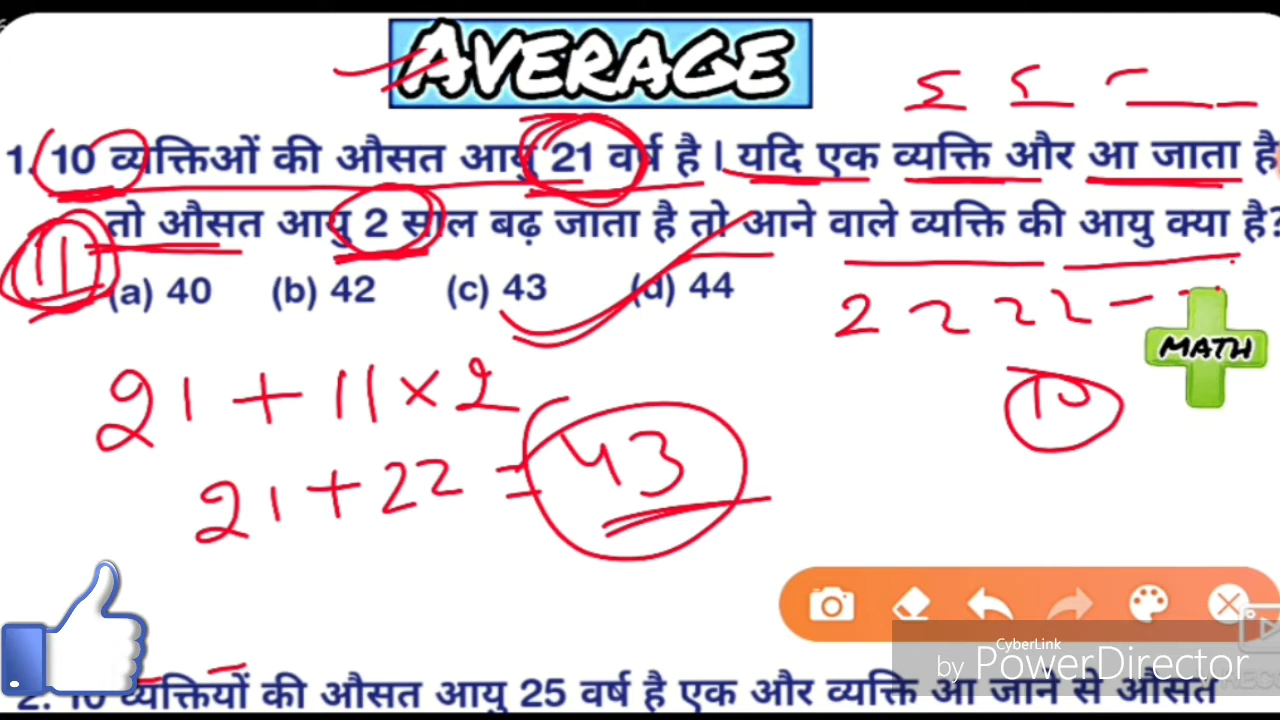 AVERAGE
1. 10 व्यक्तिओं की औसत आयु 21 वर्ष है । यदि एक व्यक्ति और आ जाता है
तो औसत आयु 2 साल बढ़ जाता है तो आने वाले व्यक्ति की आयु क्या है?
11
(a) 40 (b) 42 (c) 43 (d) 44
2 2 2 2 - -
MATH
10
21 + 11 × 2
21 + 22 = 43
CyberLink
by PowerDirector
2. 10 व्यक्तियों की औसत आयु 25 वर्ष है एक और व्यक्ति आ जाने से औसत